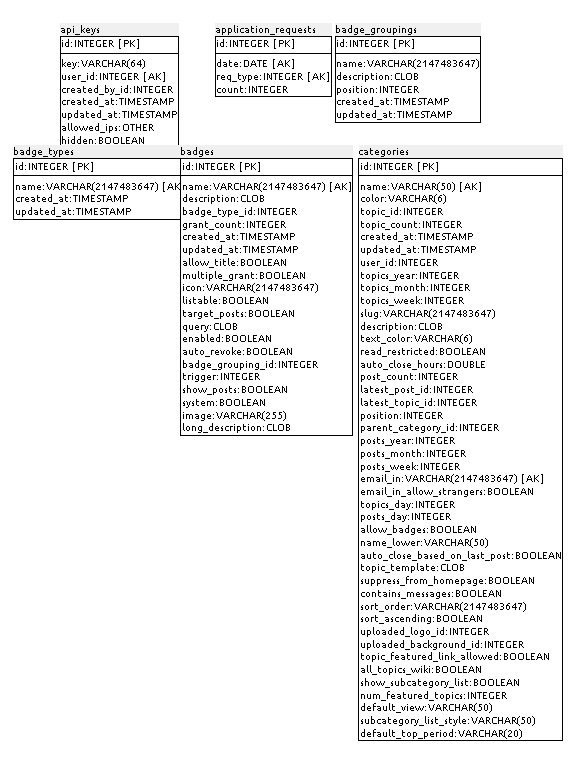 api_keys
id:INTEGER [PK]
key:VARCHAR(64)
user_id:INTEGER [AK]
created_by_id:INTEGER
created_at:TIMESTAMP
updated_at:TIMESTAMP
allowed_ips:OTHER
hidden:BOOLEAN
application_requests
id:INTEGER [PK]
date:DATE [AK]
req_type:INTEGER [AK]
count:INTEGER
badge_groupings
id:INTEGER [PK]
name:VARCHAR(2147483647)
description:CLOB
position:INTEGER
created_at:TIMESTAMP
updated_at:TIMESTAMP
badge_types
id:INTEGER [PK]
name:VARCHAR(2147483647) [AK
created_at:TIMESTAMP
updated_at:TIMESTAMP
badges
id:INTEGER [PK]
name:VARCHAR(2147483647) [AK]
description:CLOB
badge_type_id:INTEGER
grant_count:INTEGER
created_at:TIMESTAMP
updated_at:TIMESTAMP
allow_title:BOOLEAN
multiple_grant:BOOLEAN
icon:VARCHAR(2147483647)
listable:BOOLEAN
target_posts:BOOLEAN
query:CLOB
enabled:BOOLEAN
auto_revoke:BOOLEAN
badge_grouping_id:INTEGER
trigger:INTEGER
show_posts:BOOLEAN
system:BOOLEAN
image:VARCHAR(255)
long_description:CLOB
categories
id:INTEGER [PK]
name:VARCHAR(50) [AK]
color:VARCHAR(6)
topic_id:INTEGER
topic_count:INTEGER
created_at:TIMESTAMP
updated_at:TIMESTAMP
user_id:INTEGER
topics_year:INTEGER
topics_month:INTEGER
topics_week:INTEGER
slug:VARCHAR(2147483647)
description:CLOB
text_color:VARCHAR(6)
read_restricted:BOOLEAN
auto_close_hours:DOUBLE
post_count:INTEGER
latest_post_id:INTEGER
latest_topic_id:INTEGER
position:INTEGER
parent_category_id:INTEGER
posts_year:INTEGER
posts_month:INTEGER
posts_week:INTEGER
email_in:VARCHAR(2147483647) [AK]
email_in_allow_strangers:BOOLEAN
topics_day:INTEGER
posts_day:INTEGER
allow_badges:BOOLEAN
name_lower:VARCHAR(50)
auto_close_based_on_last_post:BOOLEAN
topic_template:CLOB
suppress_from_homepage:BOOLEAN
contains_messages:BOOLEAN
sort_order:VARCHAR(2147483647)
sort_ascending:BOOLEAN
uploaded_logo_id:INTEGER
uploaded_background_id:INTEGER
topic_featured_link_allowed:BOOLEAN
all_topics_wiki:BOOLEAN
show_subcategory_list:BOOLEAN
num_featured_topics:INTEGER
default_view:VARCHAR(50)
subcategory_list_style:VARCHAR(50)
default_top_period:VARCHAR(20)